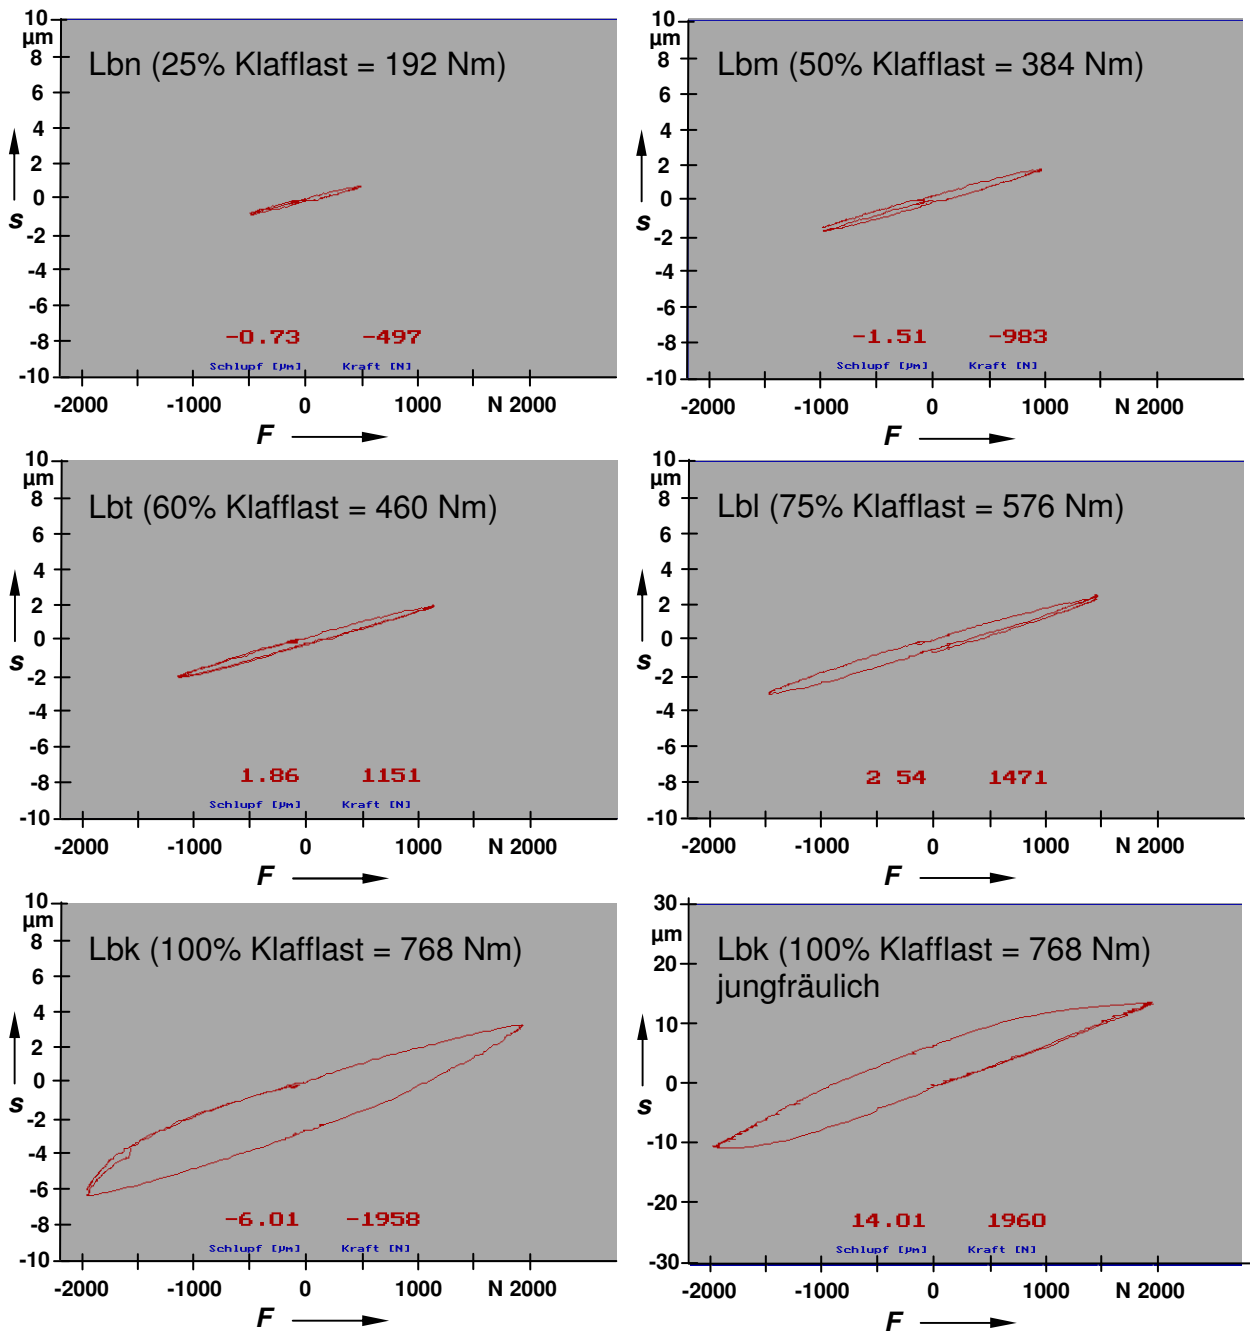 10
µm
8
6
4
2
0
-2
-4
-6
-8
-10
s
Lbn (25% Klafflast = 192 Nm)
-0.73 -497
Schlupf [µm] Kraft [N]
-2000 -1000 0 1000 N 2000
F
10
µm
8
6
4
2
0
-2
-4
-6
-8
-10
s
Lbm (50% Klafflast = 384 Nm)
-1.51 -983
Schlupf [µm] Kraft [N]
-2000 -1000 0 1000 N 2000
F
10
µm
8
6
4
2
0
-2
-4
-6
-8
-10
s
Lbt (60% Klafflast = 460 Nm)
1.86 1151
Schlupf [µm] Kraft [N]
-2000 -1000 0 1000 N 2000
F
10
µm
8
6
4
2
0
-2
-4
-6
-8
-10
s
Lbl (75% Klafflast = 576 Nm)
2 54 1471
-2000 -1000 0 1000 N 2000
F
10
µm
8
6
4
2
0
-2
-4
-6
-8
-10
s
Lbk (100% Klafflast = 768 Nm)
-6.01 -1958
Schlupf [µm] Kraft [N]
-2000 -1000 0 1000 N 2000
F
30
µm
20
10
0
-10
-20
-30
s
Lbk (100% Klafflast = 768 Nm)
jungfräulich
14.01 1960
Schlupf [µm] Kraft [N]
-2000 -1000 0 1000 N 2000
F